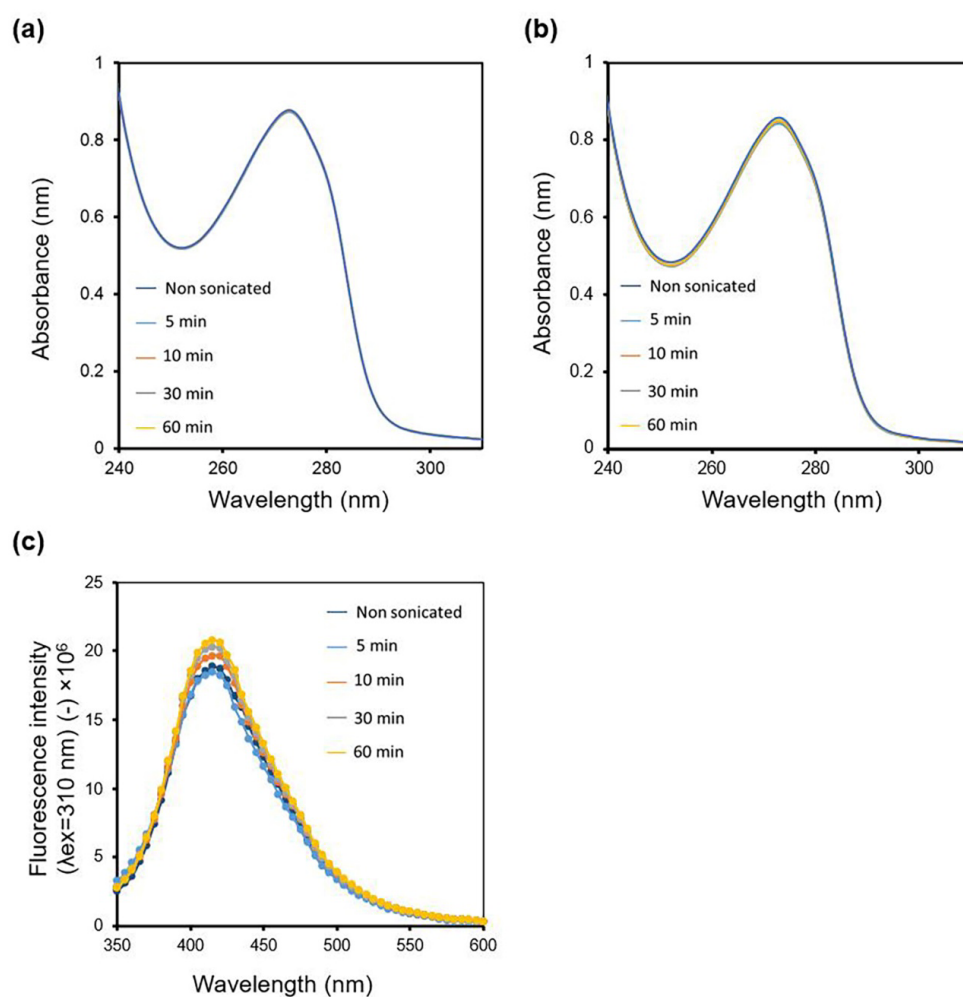 (a)
1
0.8
0.6
0.4
0.2
0
240
260
280
300
Absorbance (nm)
Wavelength (nm)
Non sonicated
5 min
10 min
30 min
60 min
(b)
1
0.8
0.6
0.4
0.2
0
240
260
280
300
Absorbance (nm)
Wavelength (nm)
Non sonicated
5 min
10 min
30 min
60 min
(c)
25
20
15
10
5
0
350
400
450
500
550
600
Fluorescence intensity
(λex=310 nm) (-) ×10⁶
Wavelength (nm)
Non sonicated
5 min
10 min
30 min
60 min